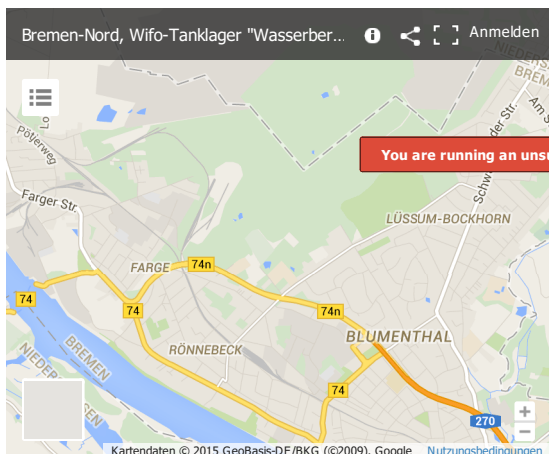 Bremen-Nord, Wifo-Tanklager "Wasserber...
Anmelden
You are running an unsu
Pötjerweg
Farger Str.
LÜSSUM-BOCKHORN
FARGE
74n
74
74
74n
BLUMENTHAL
RÖNNEBECK
BREMEN
74
270
+
−
Kartendaten © 2015 GeoBasis-DE/BKG (©2009), Google
Nutzungsbedingungen